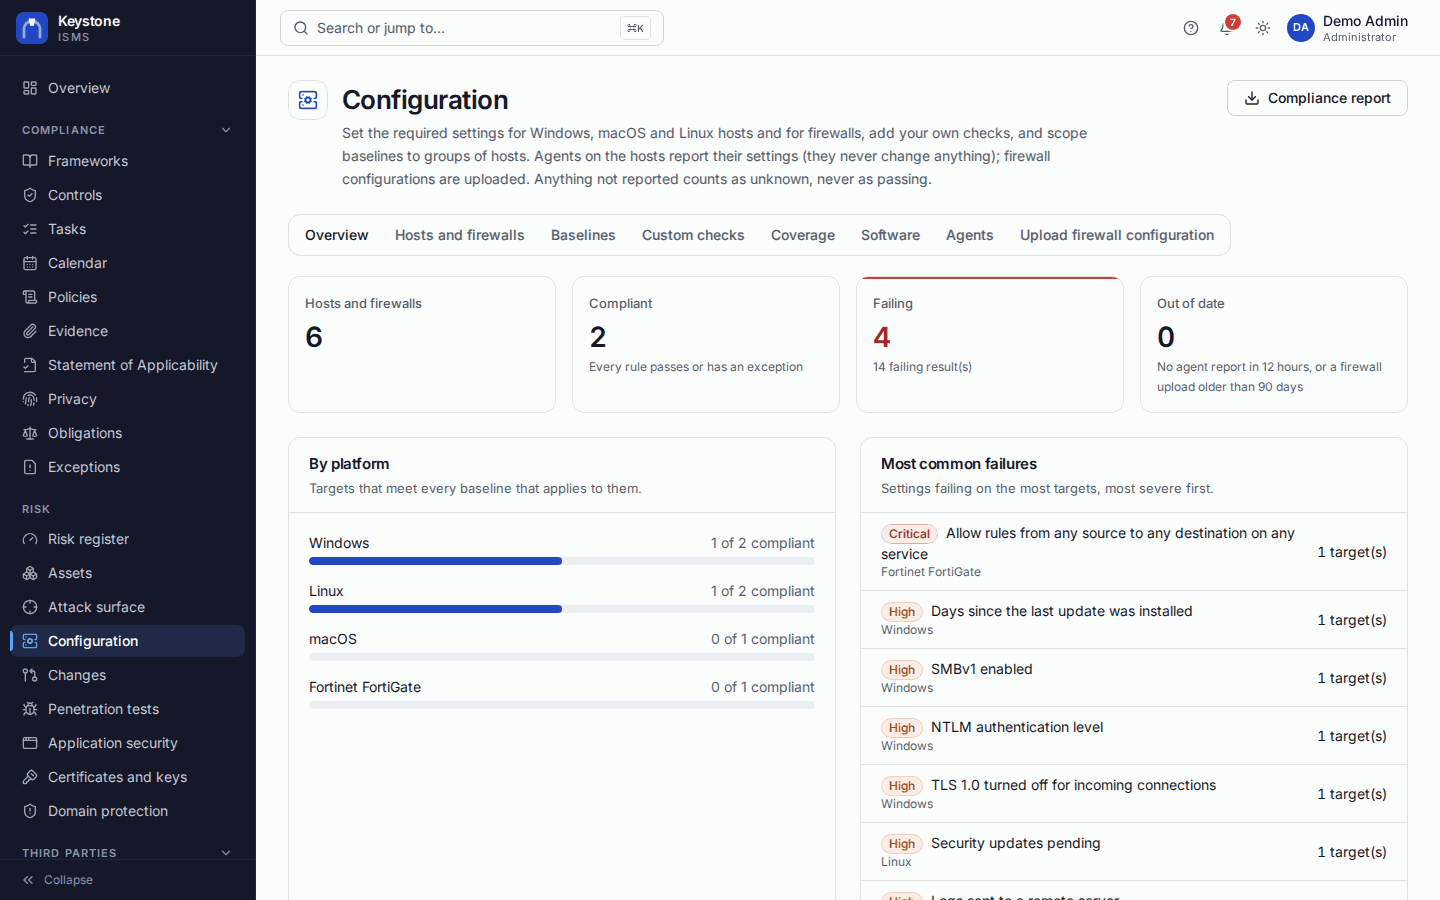 Keystone
ISMS
Search or jump to...
⌘K
7
DA
Demo Admin
Administrator
Overview
COMPLIANCE
Frameworks
Controls
Tasks
Calendar
Policies
Evidence
Statement of Applicability
Privacy
Obligations
Exceptions
RISK
Risk register
Assets
Attack surface
Configuration
Changes
Penetration tests
Application security
Certificates and keys
Domain protection
THIRD PARTIES
Collapse
Configuration
Compliance report
Set the required settings for Windows, macOS and Linux hosts and for firewalls, add your own checks, and scope
baselines to groups of hosts. Agents on the hosts report their settings (they never change anything); firewall
configurations are uploaded. Anything not reported counts as unknown, never as passing.
Overview Hosts and firewalls Baselines Custom checks Coverage Software Agents Upload firewall configuration
Hosts and firewalls
6
Compliant
2
Every rule passes or has an exception
Failing
4
14 failing result(s)
Out of date
0
No agent report in 12 hours, or a firewall
upload older than 90 days
By platform
Targets that meet every baseline that applies to them.
Windows 1 of 2 compliant
Linux 1 of 2 compliant
macOS 0 of 1 compliant
Fortinet FortiGate 0 of 1 compliant
Most common failures
Settings failing on the most targets, most severe first.
Critical Allow rules from any source to any destination on any
service
Fortinet FortiGate
1 target(s)
High Days since the last update was installed
Windows
1 target(s)
High SMBv1 enabled
Windows
1 target(s)
High NTLM authentication level
Windows
1 target(s)
High TLS 1.0 turned off for incoming connections
Windows
1 target(s)
High Security updates pending
Linux
1 target(s)
High Logs sent to a remote server